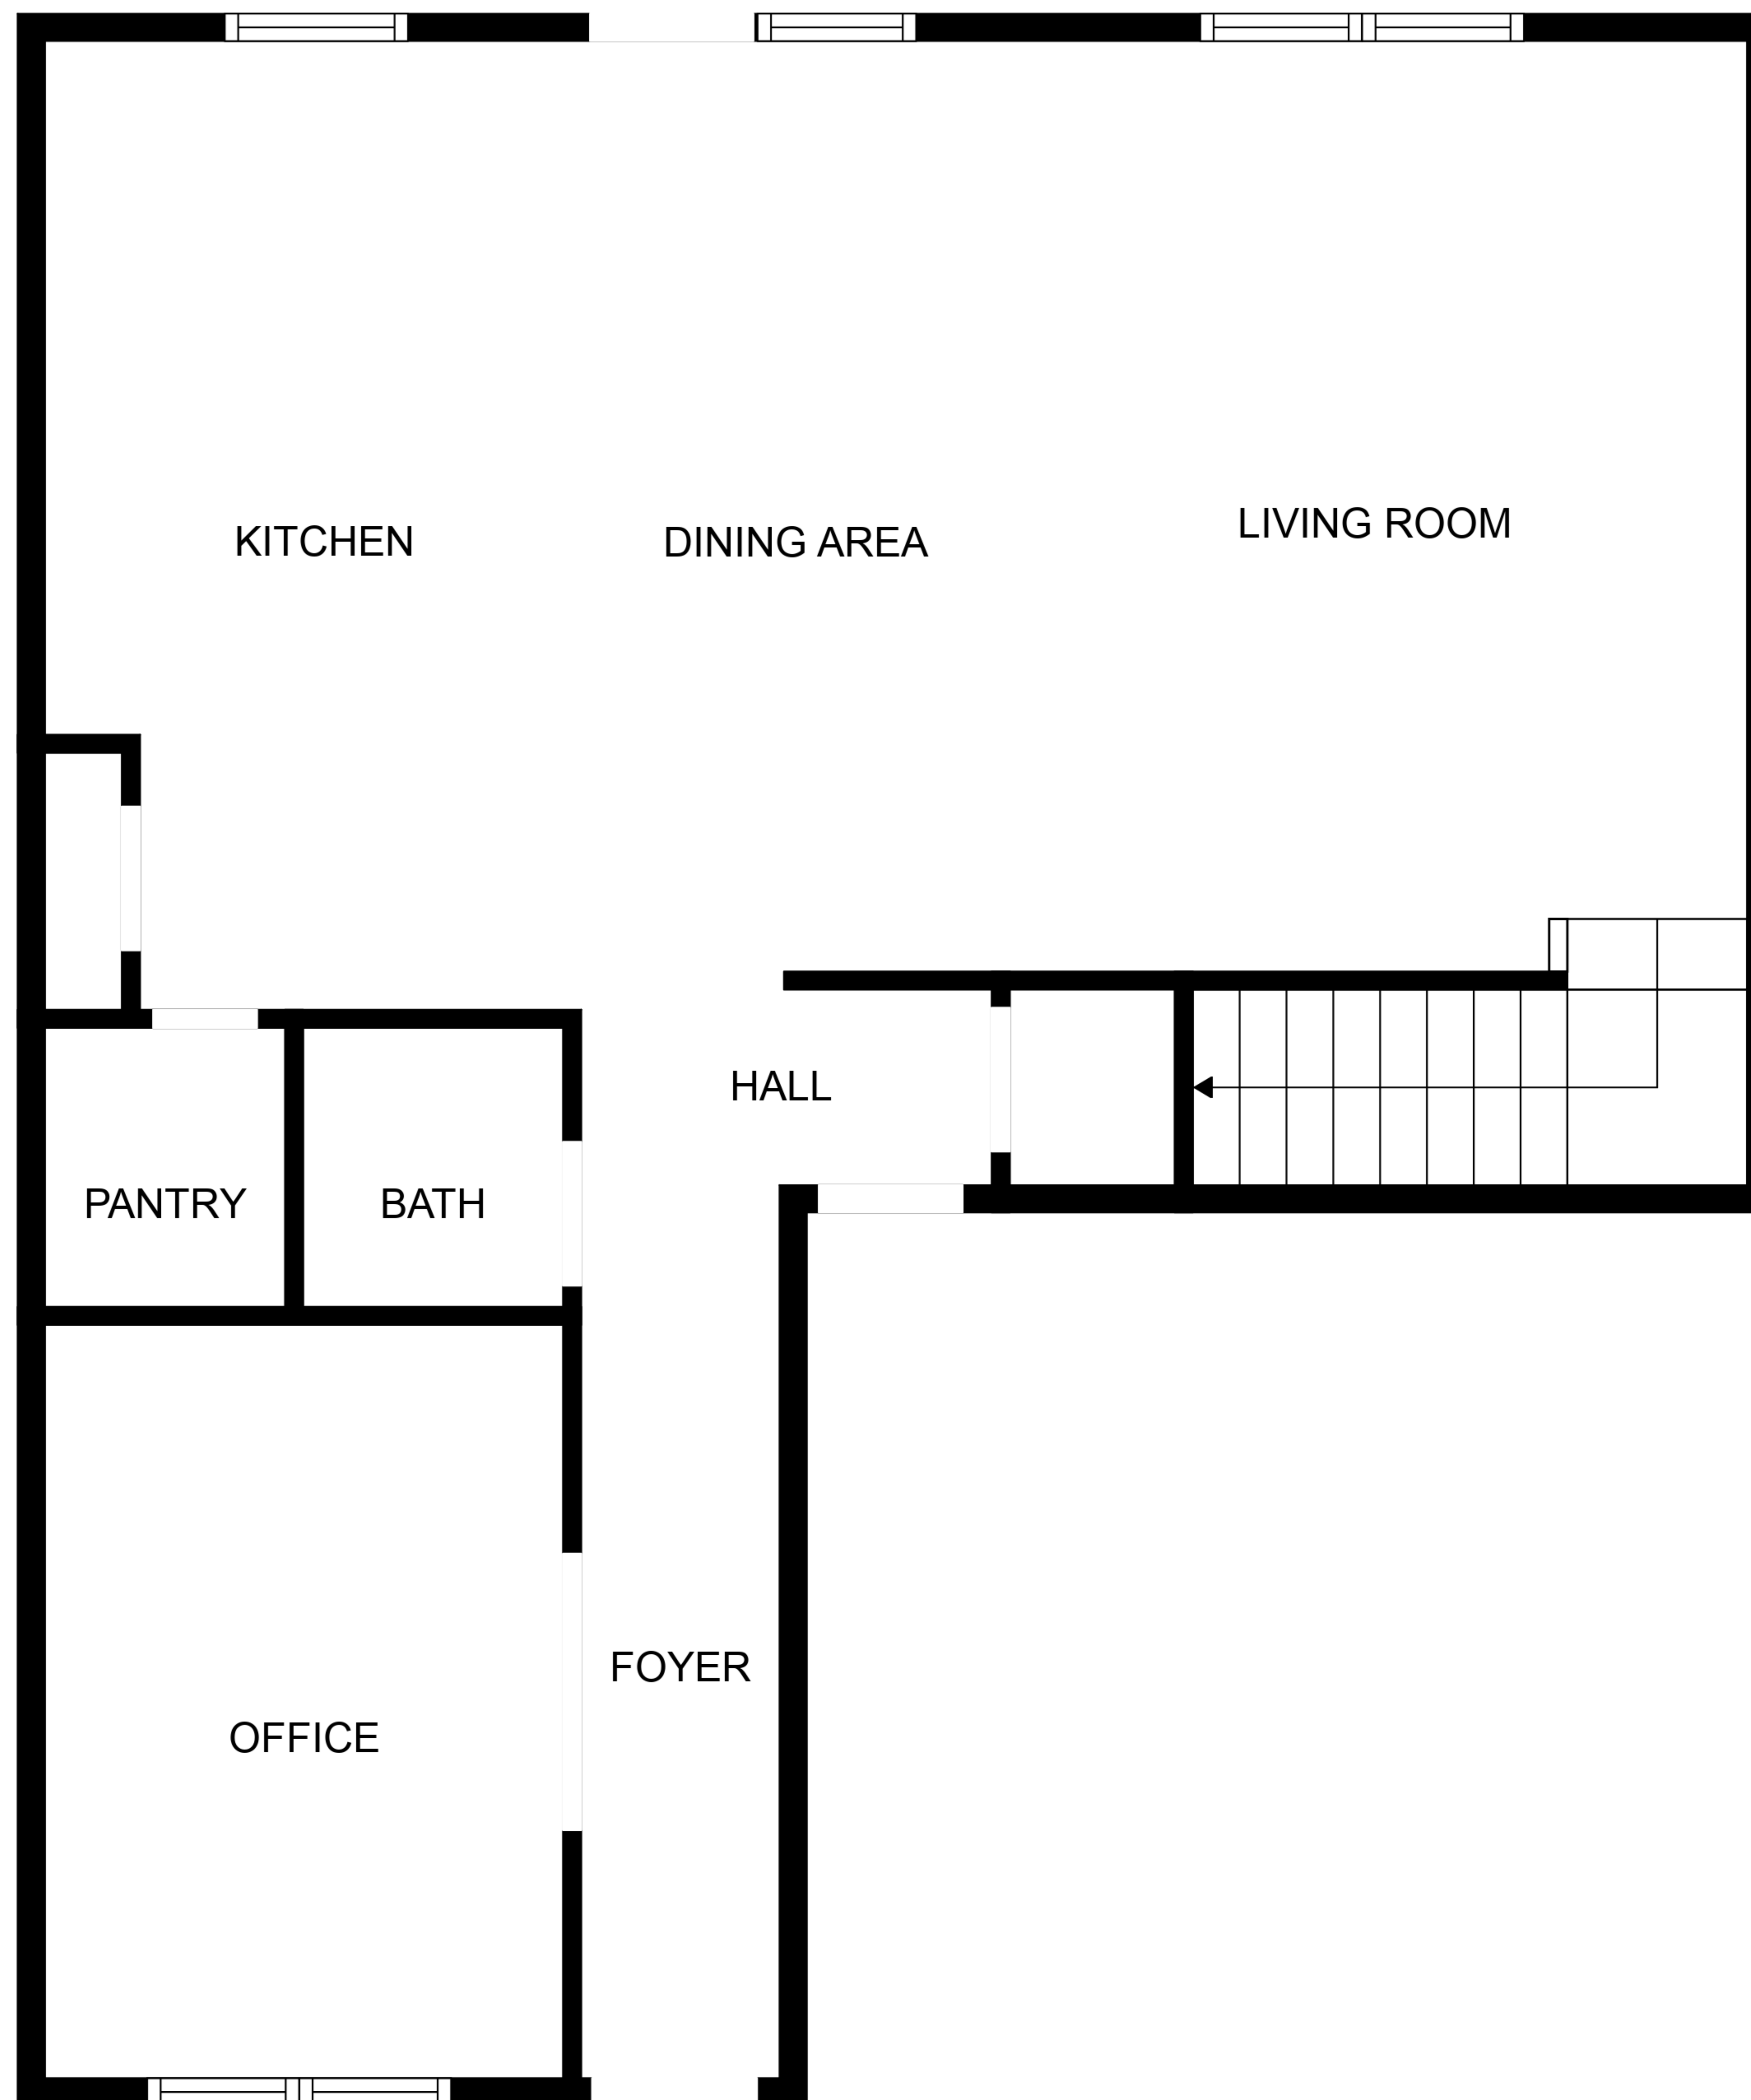 KITCHEN
DINING AREA
LIVING ROOM
HALL
PANTRY
BATH
FOYER
OFFICE